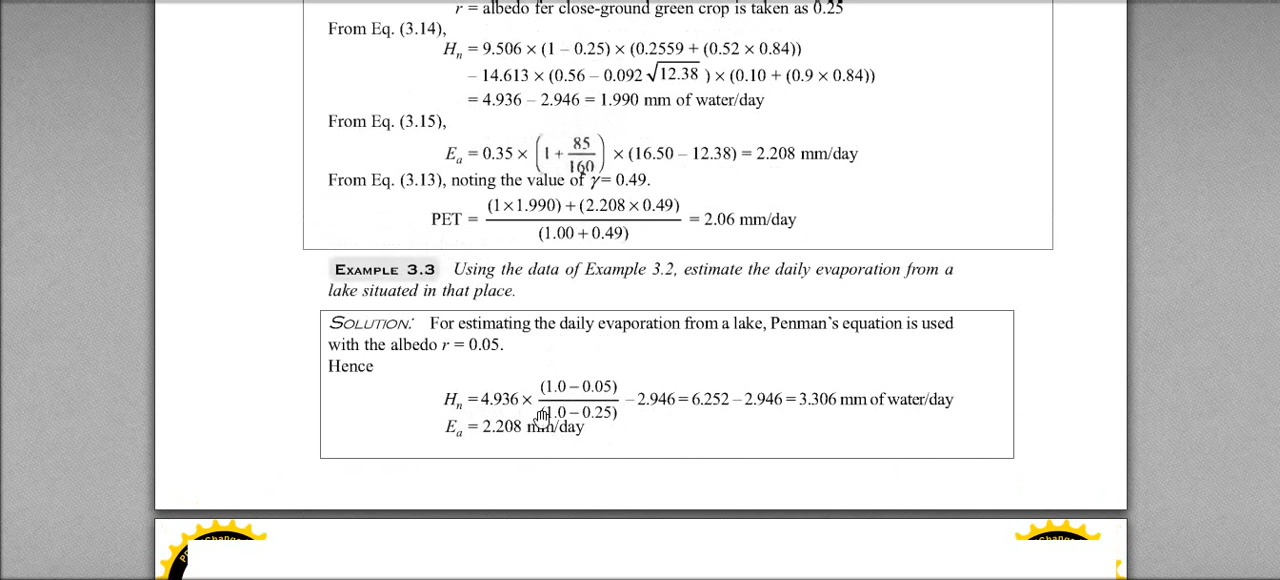 r = albedo fer close-ground green crop is taken as 0.25
From Eq. (3.14),
Hn = 9.506 × (1 – 0.25) × (0.2559 + (0.52 × 0.84))
– 14.613 × (0.56 – 0.092 √12.38 ) × (0.10 + (0.9 × 0.84))
= 4.936 – 2.946 = 1.990 mm of water/day
From Eq. (3.15),
Ea = 0.35 × (1 + 85/160) × (16.50 – 12.38) = 2.208 mm/day
From Eq. (3.13), noting the value of γ= 0.49.
PET = (1×1.990) + (2.208 × 0.49) / (1.00 + 0.49) = 2.06 mm/day
EXAMPLE 3.3 Using the data of Example 3.2, estimate the daily evaporation from a
lake situated in that place.
SOLUTION: For estimating the daily evaporation from a lake, Penman's equation is used
with the albedo r = 0.05.
Hence
Hn = 4.936 × (1.0 – 0.05) / (1.0 – 0.25) – 2.946 = 6.252 – 2.946 = 3.306 mm of water/day
Ea = 2.208 mm/day